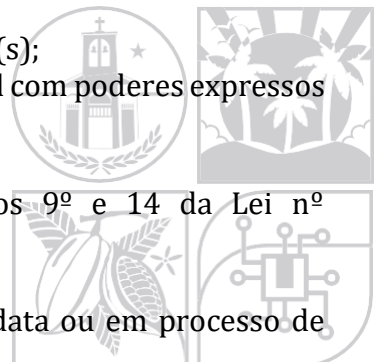 (s);
com poderes expressos
os 9º e 14 da Lei nº
data ou em processo de